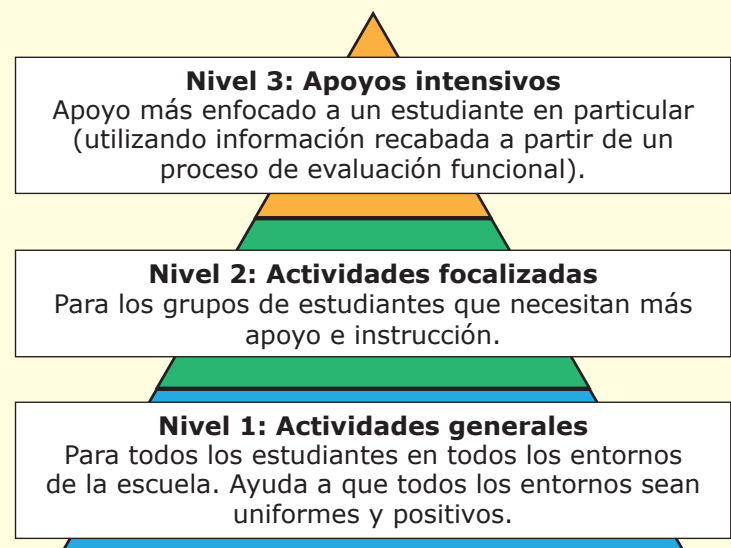 Nivel 3: Apoyos intensivos
Apoyo más enfocado a un estudiante en particular
(utilizando información recabada a partir de un
proceso de evaluación funcional).
Nivel 2: Actividades focalizadas
Para los grupos de estudiantes que necesitan más
apoyo e instrucción.
Nivel 1: Actividades generales
Para todos los estudiantes en todos los entornos
de la escuela. Ayuda a que todos los entornos sean
uniformes y positivos.